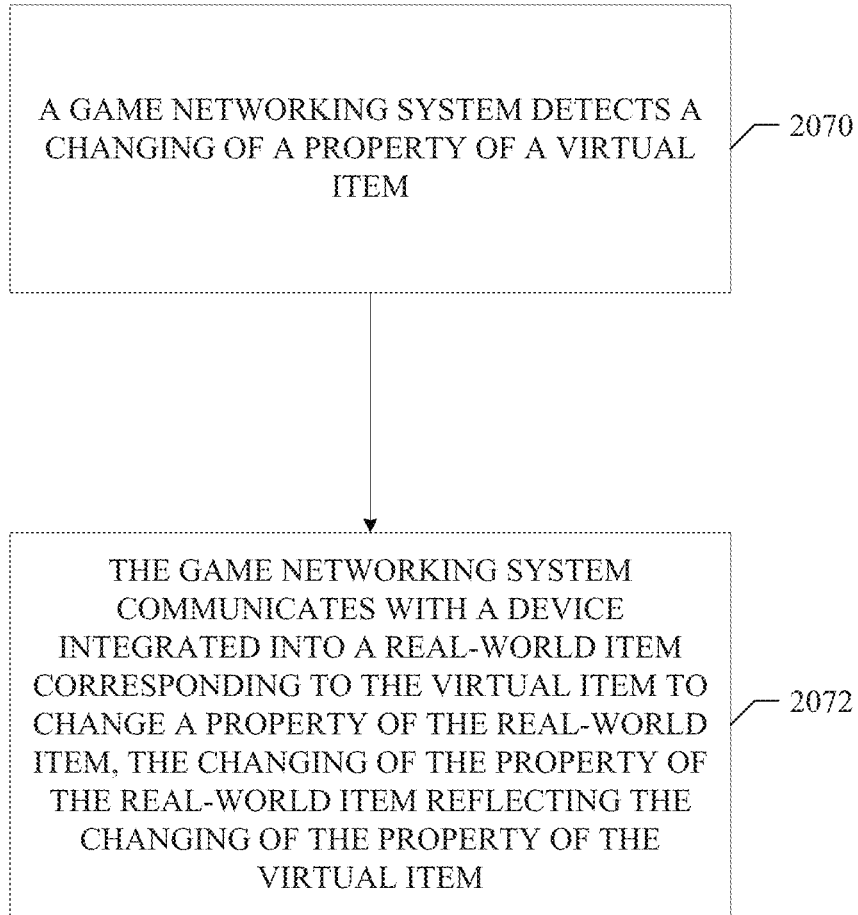 A GAME NETWORKING SYSTEM DETECTS A
CHANGING OF A PROPERTY OF A VIRTUAL
ITEM
2070
THE GAME NETWORKING SYSTEM
COMMUNICATES WITH A DEVICE
INTEGRATED INTO A REAL-WORLD ITEM
CORRESPONDING TO THE VIRTUAL ITEM TO
CHANGE A PROPERTY OF THE REAL-WORLD
ITEM, THE CHANGING OF THE PROPERTY OF
THE REAL-WORLD ITEM REFLECTING THE
CHANGING OF THE PROPERTY OF THE
VIRTUAL ITEM
2072